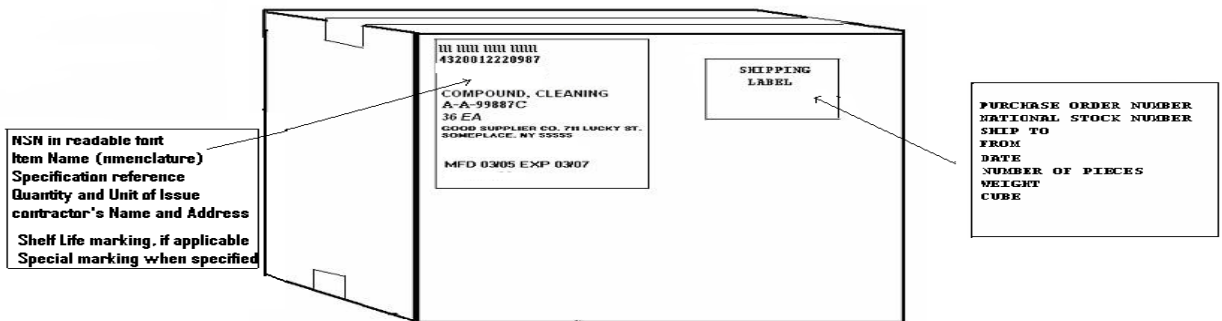 NSN in readable font
Item Name (nmenclature)
Specification reference
Quantity and Unit of Issue
contractor's Name and Address
Shelf Life marking, if applicable
Special marking when specified
4320012220987
COMPOUND, CLEANING
A-A-99887C
36 EA
GOOD SUPPLIER CO. 711 LUCKY ST.
SOMEPLACE, NY 55555
MFD 03/05 EXP 03/07
SHIPPING
LABEL
PURCHASE ORDER NUMBER
NATIONAL STOCK NUMBER
SHIP TO
FROM
DATE
NUMBER OF PIECES
WEIGHT
CUBE